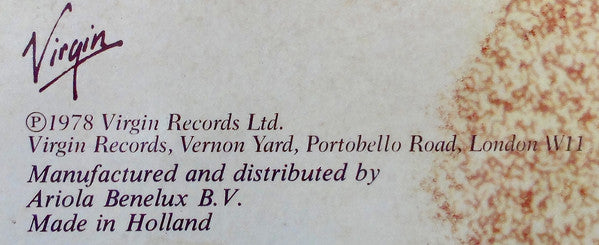 Virgin
℗1978 Virgin Records Ltd.
Virgin Records, Vernon Yard, Portobello Road, London W11
Manufactured and distributed by
Ariola Benelux B.V.
Made in Holland